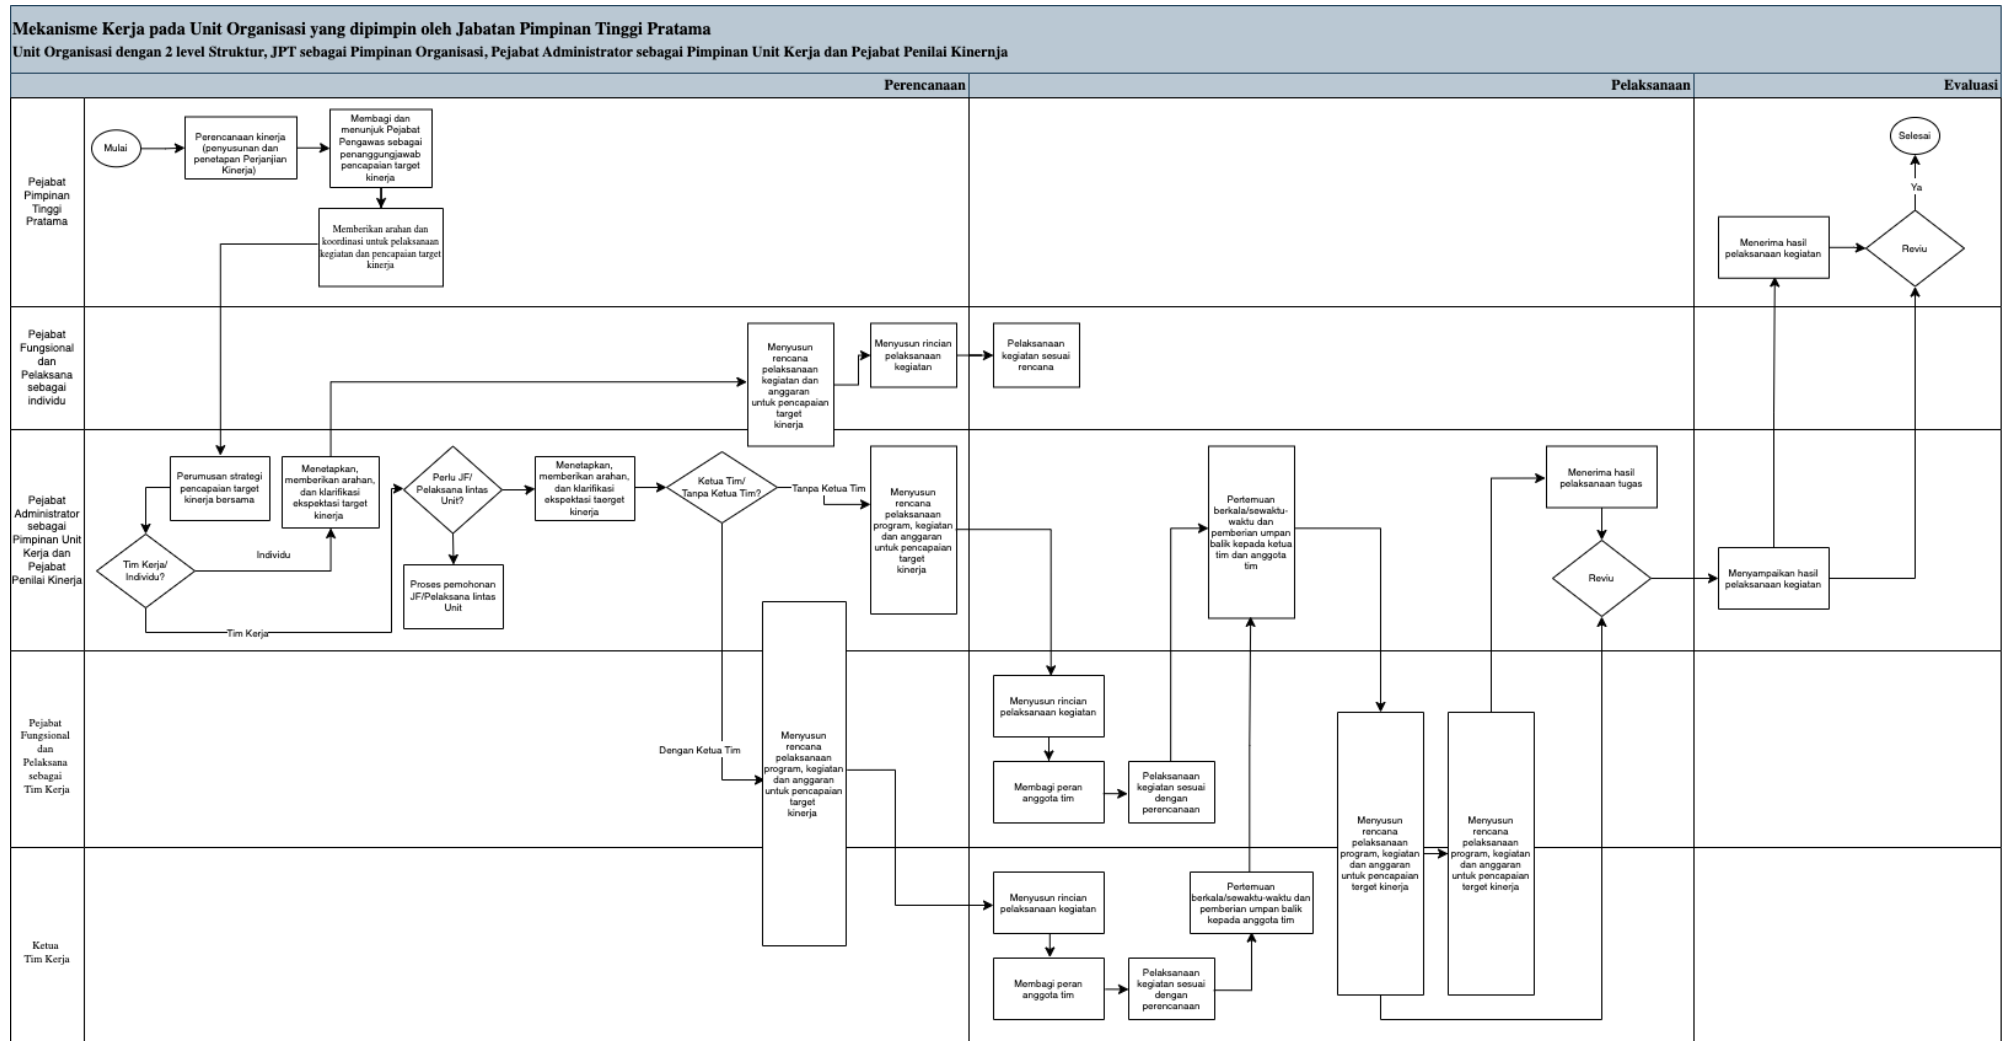 Mekanisme Kerja pada Unit Organisasi yang dipimpin oleh Jabatan Pimpinan Tinggi Pratama
Unit Organisasi dengan 2 level Struktur, JPT sebagai Pimpinan Organisasi, Pejabat Administrator sebagai Pimpinan Unit Kerja dan Pejabat Penilai Kinernja
Perencanaan
Pelaksanaan
Evaluasi
Pejabat
Pimpinan
Tinggi
Pratama
Mulai
Perencanaan kinerja
(penyusunan dan
penetapan Perjanjian
Kinerja)
Membagi dan
menunjuk Pejabat
Pengawas sebagai
penanggungjawab
pencapaian target
kinerja
Memberikan arahan dan
koordinasi untuk pelaksanaan
kegiatan dan pencapaian target
kinerja
Menerima hasil
pelaksanaan kegiatan
Reviu
Ya
Selesai
Pejabat
Fungsional
dan
Pelaksana
sebagai
individu
Menyusun
rencana
pelaksanaan
kegiatan dan
anggaran
untuk pencapaian
target
kinerja
Menyusun rincian
pelaksanaan
kegiatan
Pelaksanaan
kegiatan sesuai
rencana
Pejabat
Administrator
sebagai
Pimpinan Unit
Kerja dan
Pejabat
Penilai Kinerja
Perumusan strategi
pencapaian target
kinerja bersama
Tim Kerja/
Individu?
Individu
Tim Kerja
Menetapkan,
memberikan arahan,
dan klarifikasi
ekspektasi target
kinerja
Perlu JF/
Pelaksana lintas
Unit?
Proses pemohonan
JF/Pelaksana lintas
Unit
Menetapkan,
memberikan arahan,
dan klarifikasi
ekspektasi taerget
kinerja
Ketua Tim/
Tanpa Ketua Tim?
Tanpa Ketua Tim
Dengan Ketua Tim
Menyusun
rencana
pelaksanaan
program, kegiatan
dan anggaran
untuk pencapaian
target
kinerja
Pertemuan
berkala/sewaktu-
waktu dan
pemberian umpan
balik kepada ketua
tim dan anggota
tim
Menerima hasil
pelaksanaan tugas
Reviu
Menyampaikan hasil
pelaksanaan kegiatan
Pejabat
Fungsional
dan
Pelaksana
sebagai
Tim Kerja
Menyusun
rencana
pelaksanaan
program, kegiatan
dan anggaran
untuk pencapaian
target
kinerja
Menyusun rincian
pelaksanaan kegiatan
Membagi peran
anggota tim
Pelaksanaan
kegiatan sesuai
dengan
perencanaan
Menyusun
rencana
pelaksanaan
program, kegiatan
dan anggaran
untuk pencapaian
terget kinerja
Menyusun
rencana
pelaksanaan
program, kegiatan
dan anggaran
untuk pencapaian
terget kinerja
Ketua
Tim Kerja
Menyusun rincian
pelaksanaan kegiatan
Membagi peran
anggota tim
Pelaksanaan
kegiatan sesuai
dengan
perencanaan
Pertemuan
berkala/sewaktu-waktu dan
pemberian umpan balik
kepada anggota tim